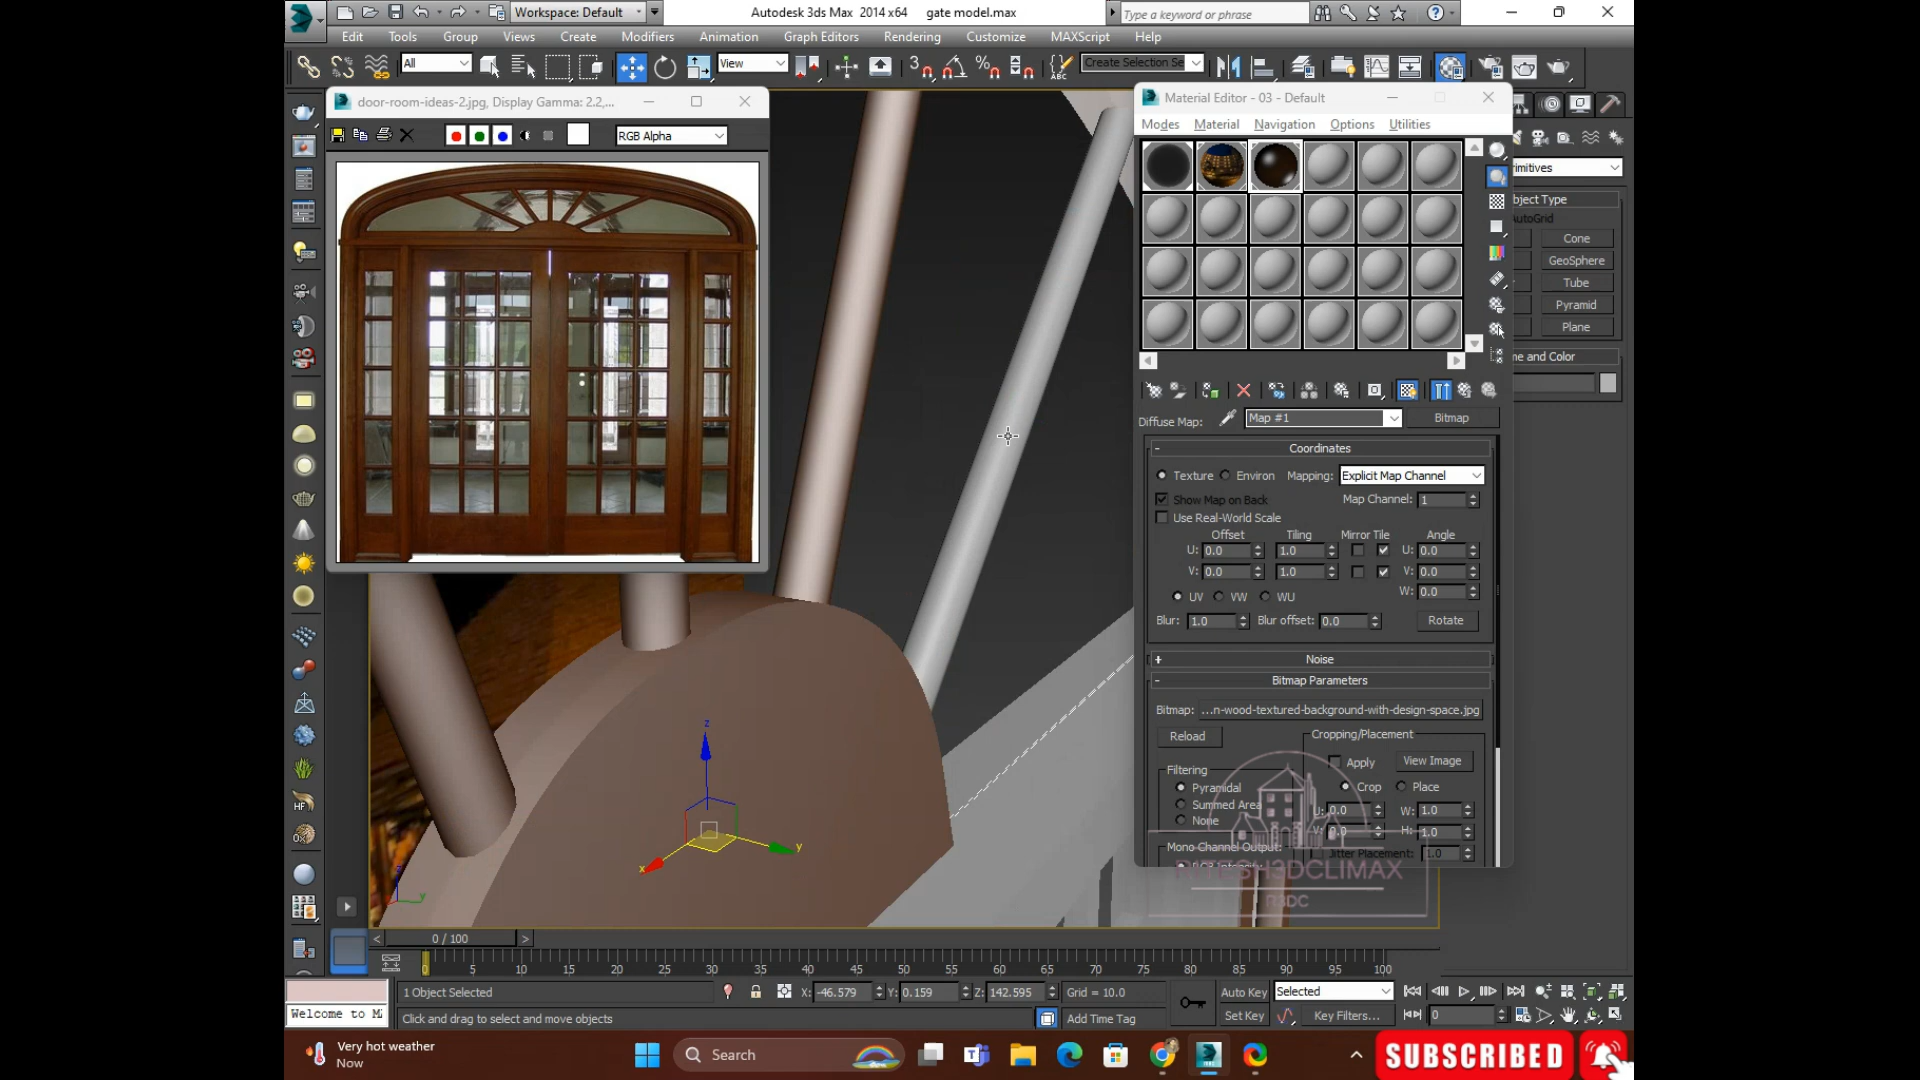 Workspace: Default
Autodesk 3ds Max 2014 x64 gate model.max
Type a keyword or phrase
Edit Tools Group Views Create Modifiers Animation Graph Editors Rendering Customize MAXScript Help
All
View
Create Selection Se
door-room-ideas-2.jpg, Display Gamma: 2.2,...
RGB Alpha
Material Editor - 03 - Default
Modes Material Navigation Options Utilities
Diffuse Map: Map #1 Bitmap
Coordinates
Texture Environ Mapping: Explicit Map Channel
Show Map on Back Map Channel: 1
Use Real-World Scale
Offset Tiling Mirror Tile Angle
U: 0.0 1.0 U: 0.0
V: 0.0 1.0 V: 0.0
W: 0.0
UV VW WU
Blur: 1.0 Blur offset: 0.0 Rotate
Noise
Bitmap Parameters
Bitmap: ...n-wood-textured-background-with-design-space.jpg
Reload
Cropping/Placement
Apply View Image
Filtering
Pyramidal
Crop Place
Summed Area
U: 0.0 W: 1.0
None
V: 0.0 H: 1.0
Mono Channel Output:
Jitter Placement: 1.0
RGB Intensity
RITESH3DCLIMAX
R3DC
imitives
bject Type
AutoGrid
Cone
GeoSphere
Tube
Pyramid
Plane
me and Color
z
x
y
0 / 100
0 5 10 15 20 25 30 35 40 45 50 55 60 65 70 75 80 85 90 95 100
1 Object Selected
X: -46.579 Y: 0.159 Z: 142.595 Grid = 10.0
Auto Key Selected
Welcome to M
Click and drag to select and move objects
Add Time Tag
Set Key Key Filters... 0
Very hot weather
Now
Search
SUBSCRIBED